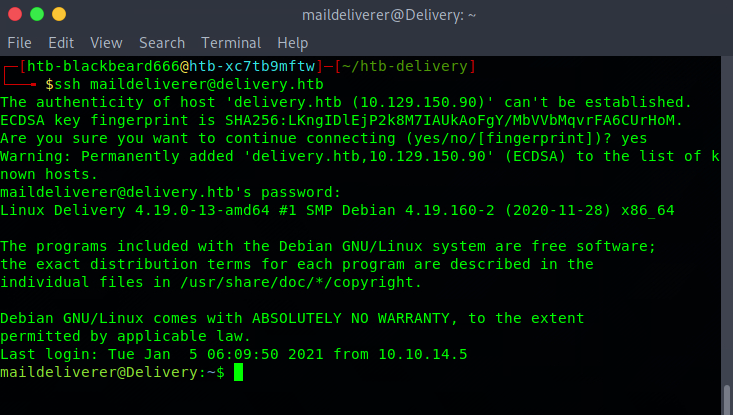 maildeliverer@Delivery: ~
File Edit View Search Terminal Help
┌─[htb-blackbeard666@htb-xc7tb9mftw]─[~/htb-delivery]
└──╼ $ssh maildeliverer@delivery.htb
The authenticity of host 'delivery.htb (10.129.150.90)' can't be established.
ECDSA key fingerprint is SHA256:LKngIDlEjP2k8M7IAUkAoFgY/MbVVbMqvrFA6CUrHoM.
Are you sure you want to continue connecting (yes/no/[fingerprint])? yes
Warning: Permanently added 'delivery.htb,10.129.150.90' (ECDSA) to the list of k
nown hosts.
maildeliverer@delivery.htb's password:
Linux Delivery 4.19.0-13-amd64 #1 SMP Debian 4.19.160-2 (2020-11-28) x86_64
The programs included with the Debian GNU/Linux system are free software;
the exact distribution terms for each program are described in the
individual files in /usr/share/doc/*/copyright.
Debian GNU/Linux comes with ABSOLUTELY NO WARRANTY, to the extent
permitted by applicable law.
Last login: Tue Jan  5 06:09:50 2021 from 10.10.14.5
maildeliverer@Delivery:~$